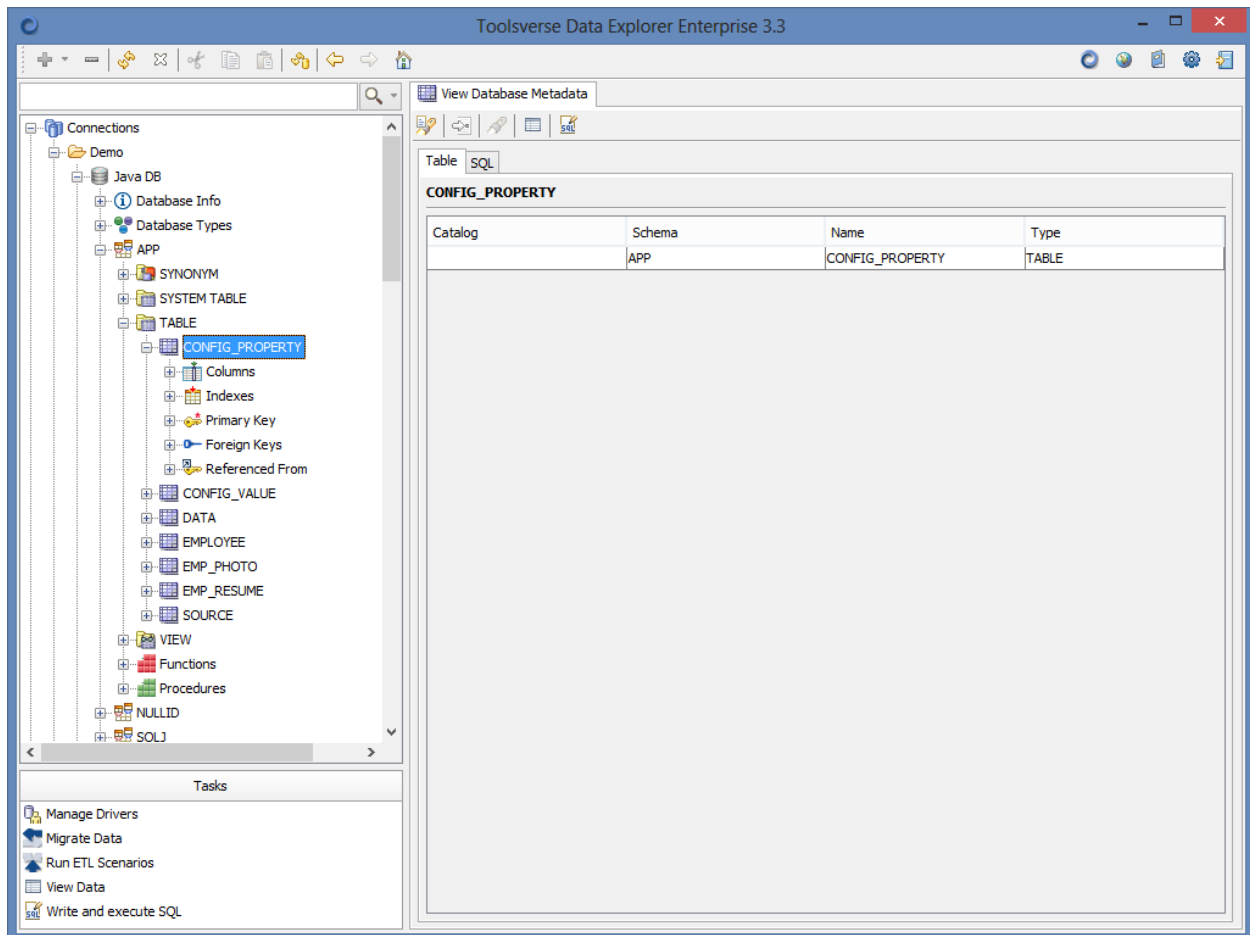 Toolsverse Data Explorer Enterprise 3.3
View Database Metadata
Connections
Demo
Java DB
Database Info
Database Types
APP
SYNONYM
SYSTEM TABLE
TABLE
CONFIG_PROPERTY
Columns
Indexes
Primary Key
Foreign Keys
Referenced From
CONFIG_VALUE
DATA
EMPLOYEE
EMP_PHOTO
EMP_RESUME
SOURCE
VIEW
Functions
Procedures
NULLID
SQLJ
Tasks
Manage Drivers
Migrate Data
Run ETL Scenarios
View Data
SQL Write and execute SQL
SQL
Table SQL
CONFIG_PROPERTY
Catalog Schema Name Type
APP CONFIG_PROPERTY TABLE